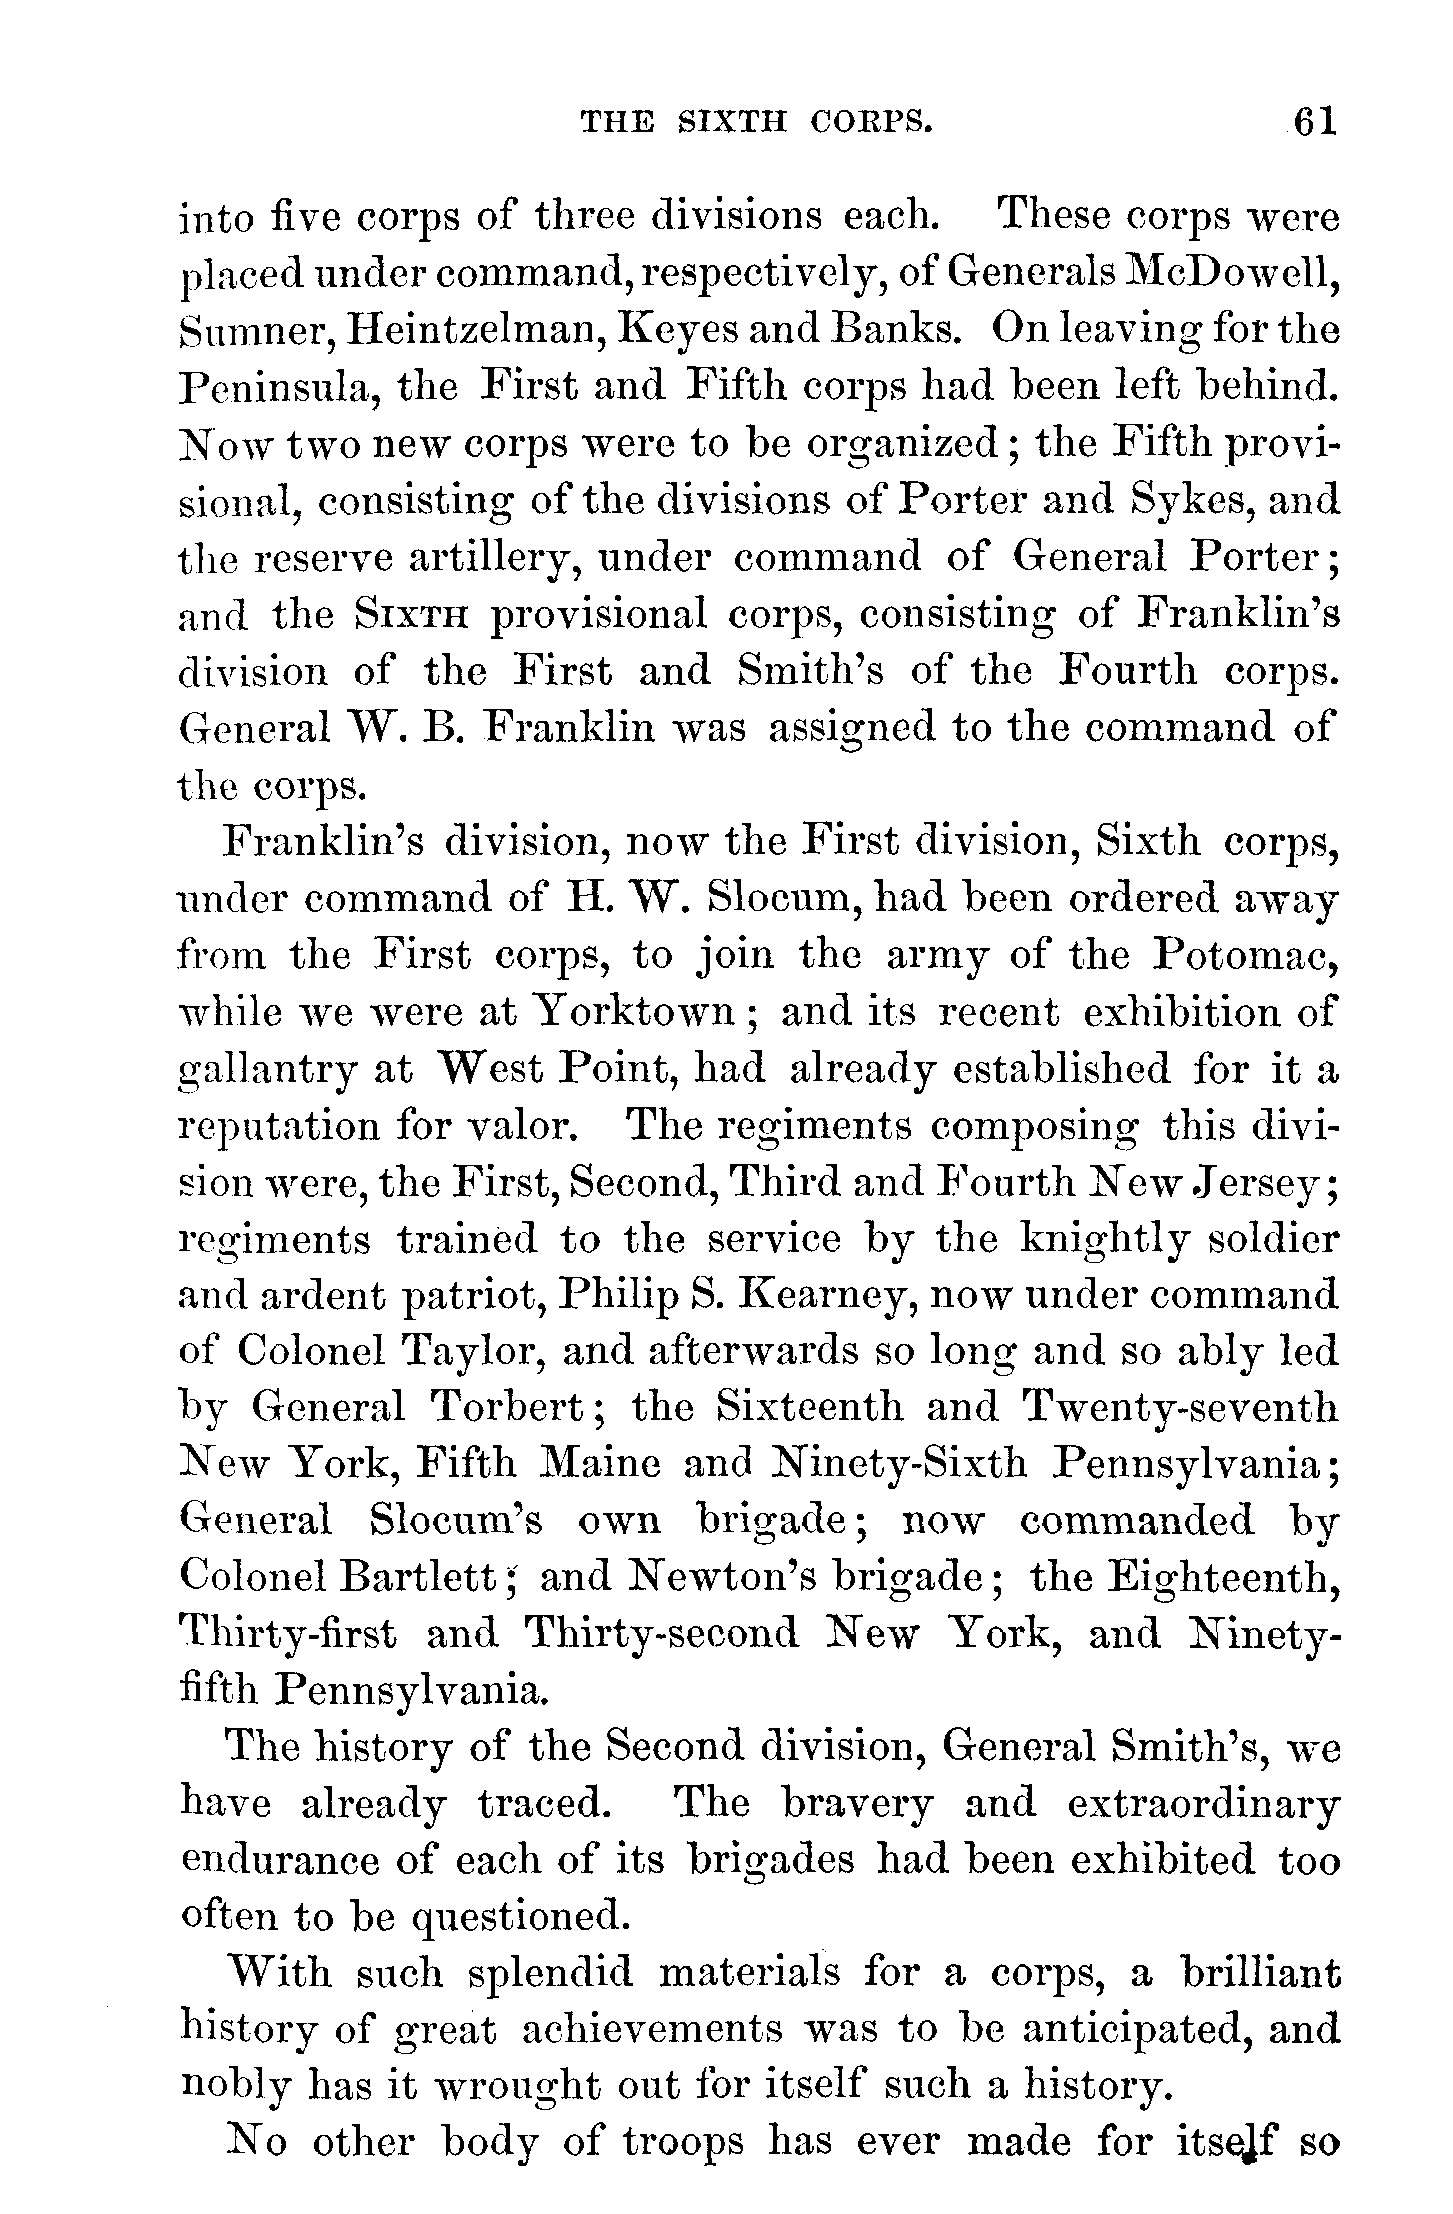 THE SIXTH CORPS. 61
into five corps of three divisions each. These corps were
placed under command, respectively, of Generals McDowell,
Sumner, Heintzelman, Keyes and Banks. On leaving for the
Peninsula, the First and Fifth corps had been left behind.
Now two new corps were to be organized; the Fifth provi-
sional, consisting of the divisions of Porter and Sykes, and
the reserve artillery, under command of General Porter;
and the SIXTH provisional corps, consisting of Franklin's
division of the First and Smith's of the Fourth corps.
General W. B. Franklin was assigned to the command of
the corps.
Franklin's division, now the First division, Sixth corps,
under command of H. W. Slocum, had been ordered away
from the First corps, to join the army of the Potomac,
while we were at Yorktown; and its recent exhibition of
gallantry at West Point, had already established for it a
reputation for valor. The regiments composing this divi-
sion were, the First, Second, Third and Fourth New Jersey;
regiments trained to the service by the knightly soldier
and ardent patriot, Philip S. Kearney, now under command
of Colonel Taylor, and afterwards so long and so ably led
by General Torbert; the Sixteenth and Twenty-seventh
New York, Fifth Maine and Ninety-Sixth Pennsylvania;
General Slocum's own brigade; now commanded by
Colonel Bartlett; and Newton's brigade; the Eighteenth,
Thirty-first and Thirty-second New York, and Ninety-
fifth Pennsylvania.
The history of the Second division, General Smith's, we
have already traced. The bravery and extraordinary
endurance of each of its brigades had been exhibited too
often to be questioned.
With such splendid materials for a corps, a brilliant
history of great achievements was to be anticipated, and
nobly has it wrought out for itself such a history.
No other body of troops has ever made for itself so